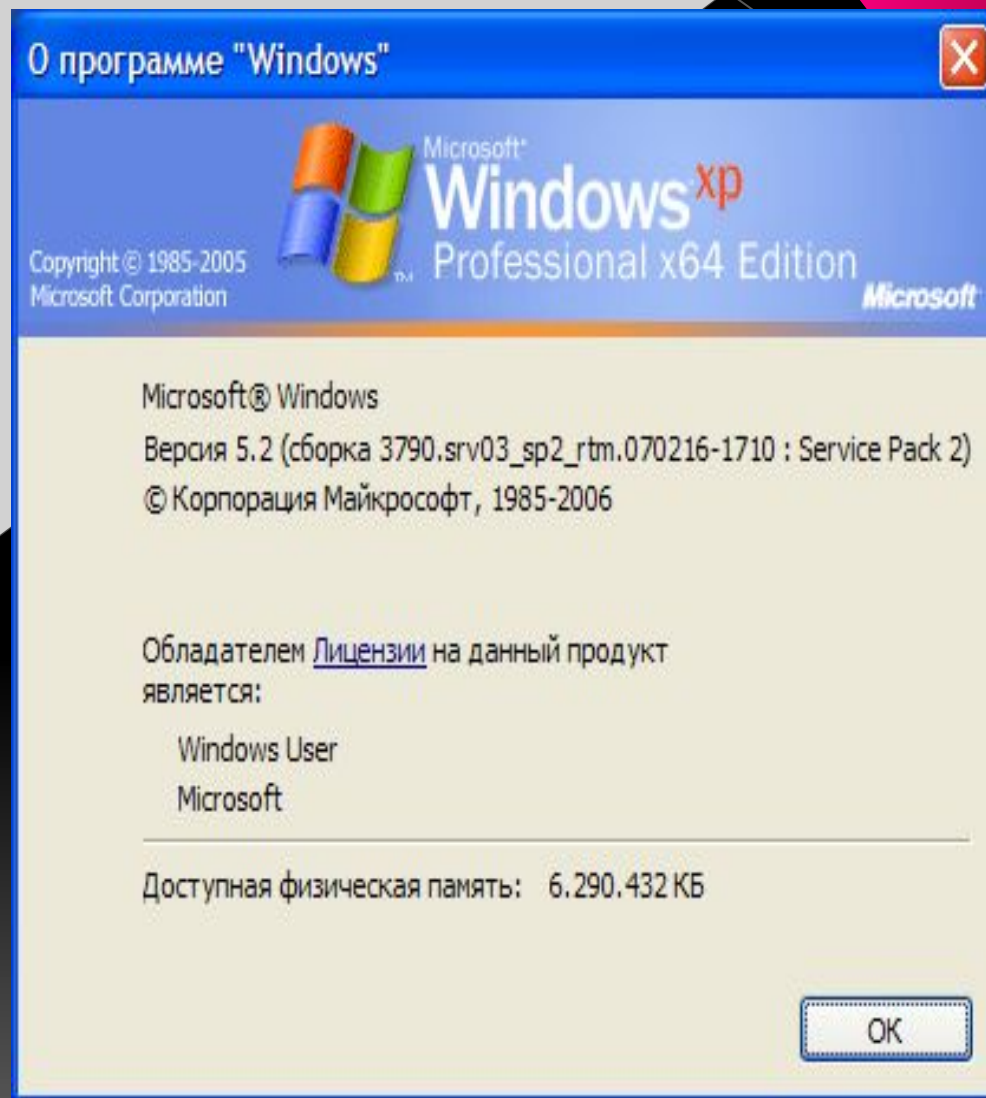 О программе "Windows"
Microsoft®
Windows xp
Professional x64 Edition
Copyright © 1985-2005
Microsoft Corporation
TM
Microsoft
Microsoft® Windows
Версия 5.2 (сборка 3790.srv03_sp2_rtm.070216-1710 : Service Pack 2)
© Корпорация Майкрософт, 1985-2006
Обладателем Лицензии на данный продукт
является:
Windows User
Microsoft
Доступная физическая память: 6.290.432 КБ
ОК